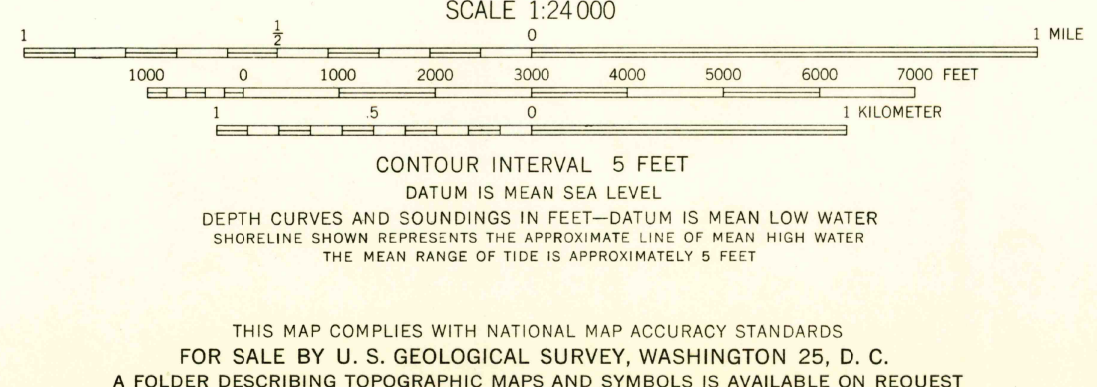 SCALE 1:24 000
1 ½ 0 1 MILE
1000 0 1000 2000 3000 4000 5000 6000 7000 FEET
1 .5 0 1 KILOMETER
CONTOUR INTERVAL 5 FEET
DATUM IS MEAN SEA LEVEL
DEPTH CURVES AND SOUNDINGS IN FEET—DATUM IS MEAN LOW WATER
SHORELINE SHOWN REPRESENTS THE APPROXIMATE LINE OF MEAN HIGH WATER
THE MEAN RANGE OF TIDE IS APPROXIMATELY 5 FEET
THIS MAP COMPLIES WITH NATIONAL MAP ACCURACY STANDARDS
FOR SALE BY U. S. GEOLOGICAL SURVEY, WASHINGTON 25, D. C.
A FOLDER DESCRIBING TOPOGRAPHIC MAPS AND SYMBOLS IS AVAILABLE ON REQUEST